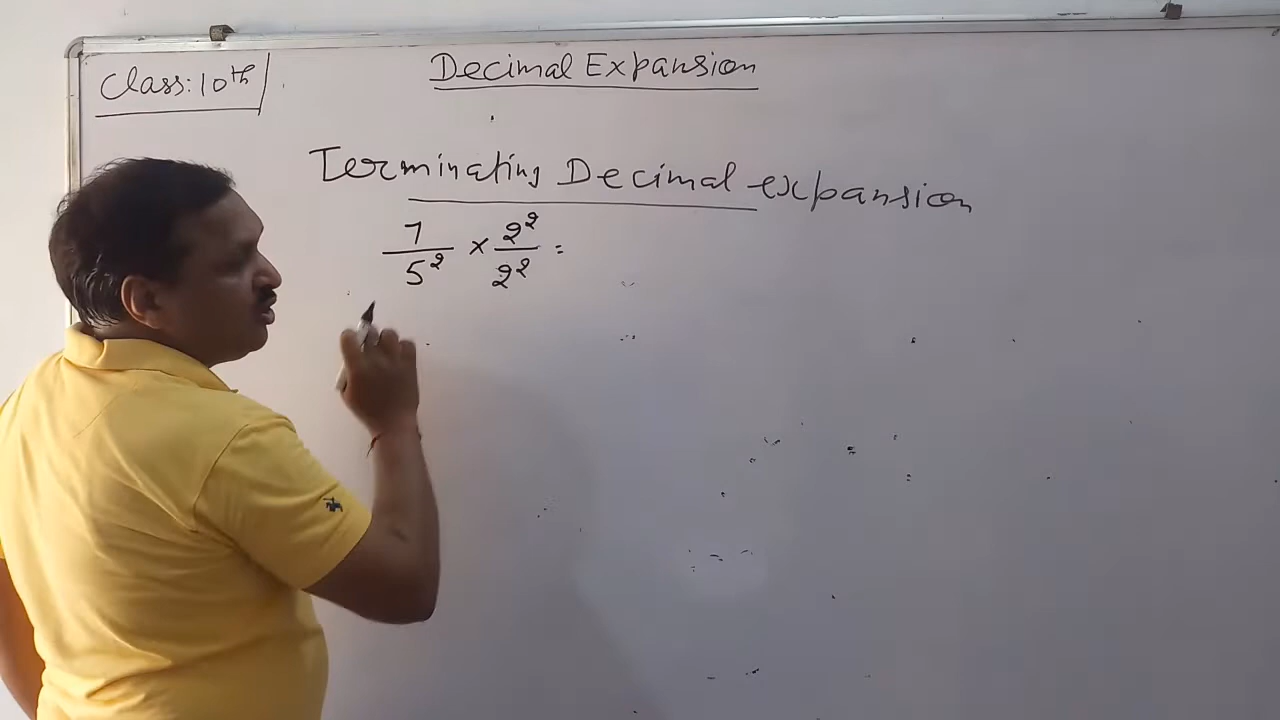 Class: 10th
Decimal Expansion
Terminating Decimal expansion
7/5² × 2²/2² =